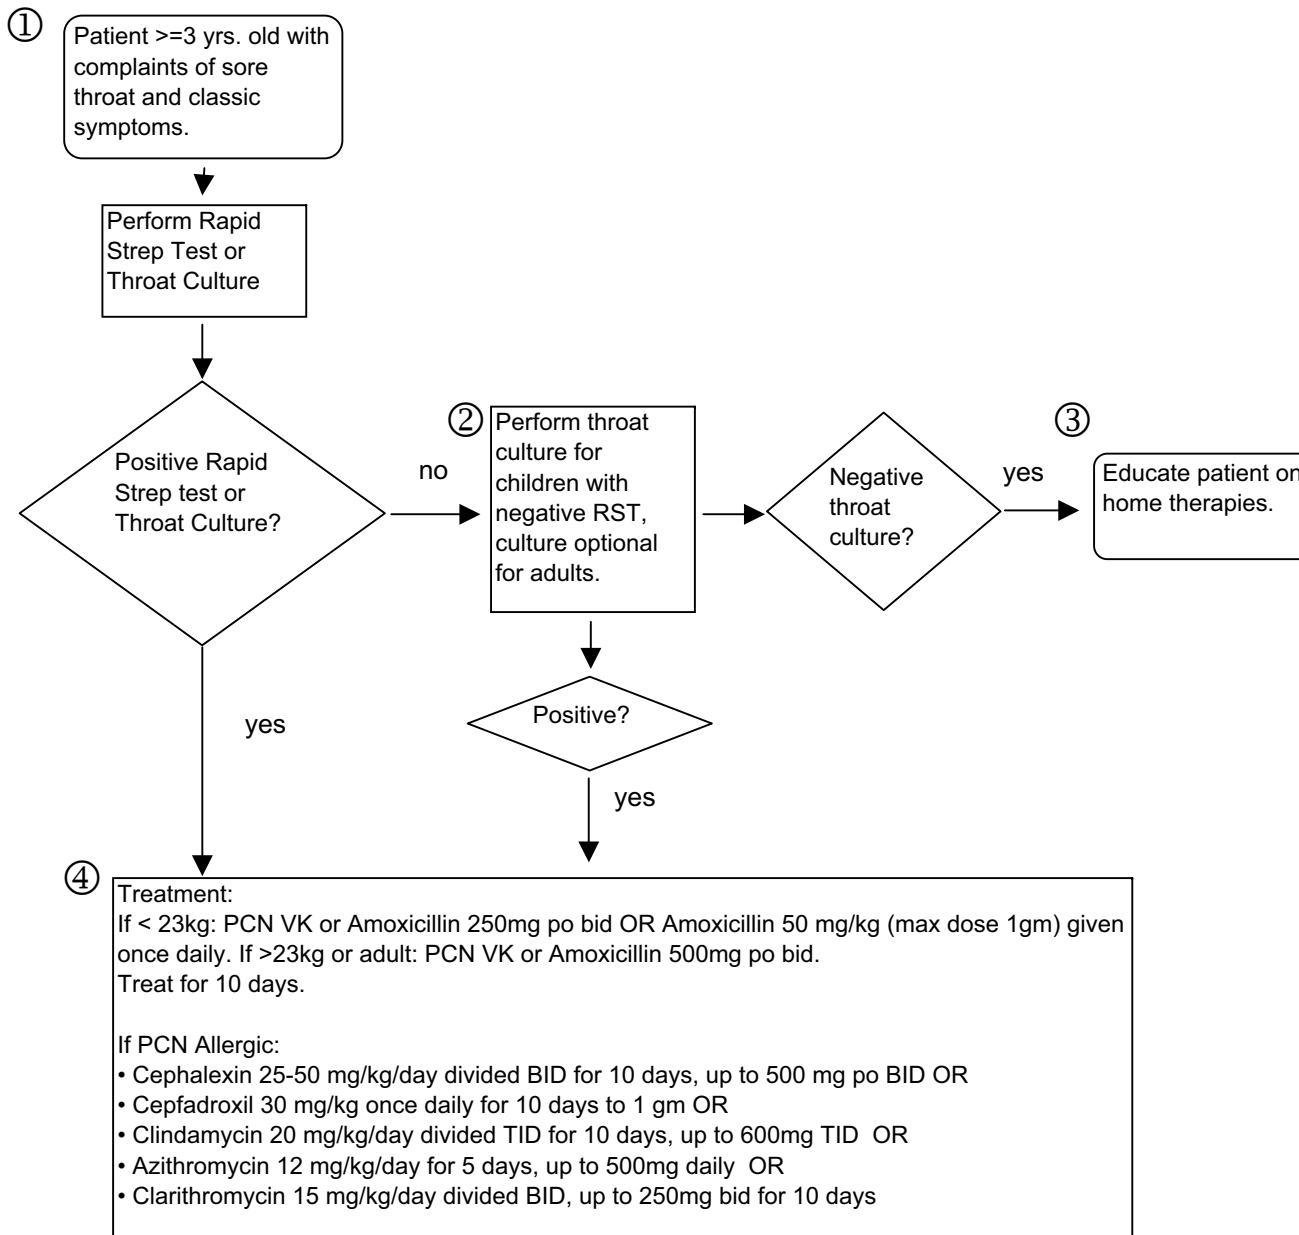 ①
Patient >=3 yrs. old with
complaints of sore
throat and classic
symptoms.
Perform Rapid
Strep Test or
Throat Culture
Positive Rapid
Strep test or
Throat Culture?
no
②
Perform throat
culture for
children with
negative RST,
culture optional
for adults.
Negative
throat
culture?
yes
③
Educate patient on
home therapies.
Positive?
yes
yes
④
Treatment:
If < 23kg: PCN VK or Amoxicillin 250mg po bid OR Amoxicillin 50 mg/kg (max dose 1gm) given
once daily. If >23kg or adult: PCN VK or Amoxicillin 500mg po bid.
Treat for 10 days.
If PCN Allergic:
• Cephalexin 25-50 mg/kg/day divided BID for 10 days, up to 500 mg po BID OR
• Cepfadroxil 30 mg/kg once daily for 10 days to 1 gm OR
• Clindamycin 20 mg/kg/day divided TID for 10 days, up to 600mg TID OR
• Azithromycin 12 mg/kg/day for 5 days, up to 500mg daily OR
• Clarithromycin 15 mg/kg/day divided BID, up to 250mg bid for 10 days